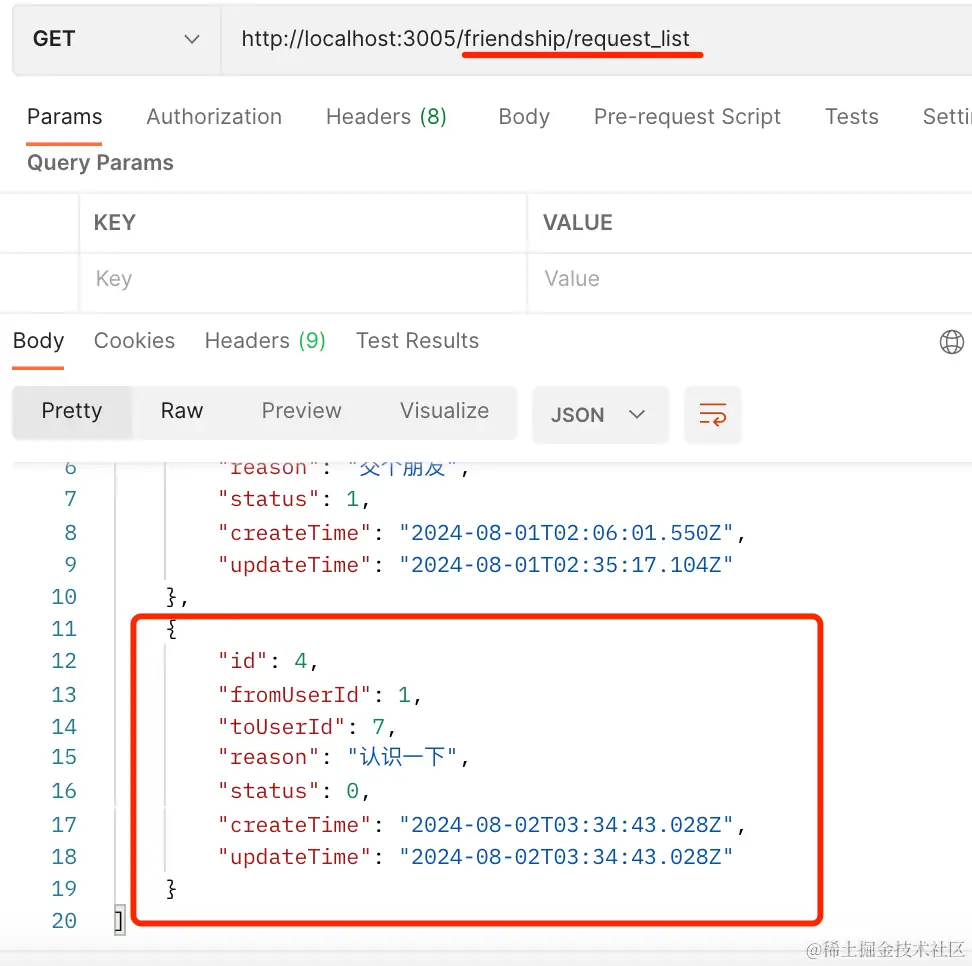 GET http://localhost:3005/friendship/request_list
Params Authorization Headers (8) Body Pre-request Script Tests Setti
Query Params
KEY VALUE
Key Value
Body Cookies Headers (9) Test Results
Pretty Raw Preview Visualize JSON
6 "reason": "交个朋友",
7 "status": 1,
8 "createTime": "2024-08-01T02:06:01.550Z",
9 "updateTime": "2024-08-01T02:35:17.104Z"
10 },
11 {
12 "id": 4,
13 "fromUserId": 1,
14 "toUserId": 7,
15 "reason": "认识一下",
16 "status": 0,
17 "createTime": "2024-08-02T03:34:43.028Z",
18 "updateTime": "2024-08-02T03:34:43.028Z"
19 }
20 ]
@稀土掘金技术社区